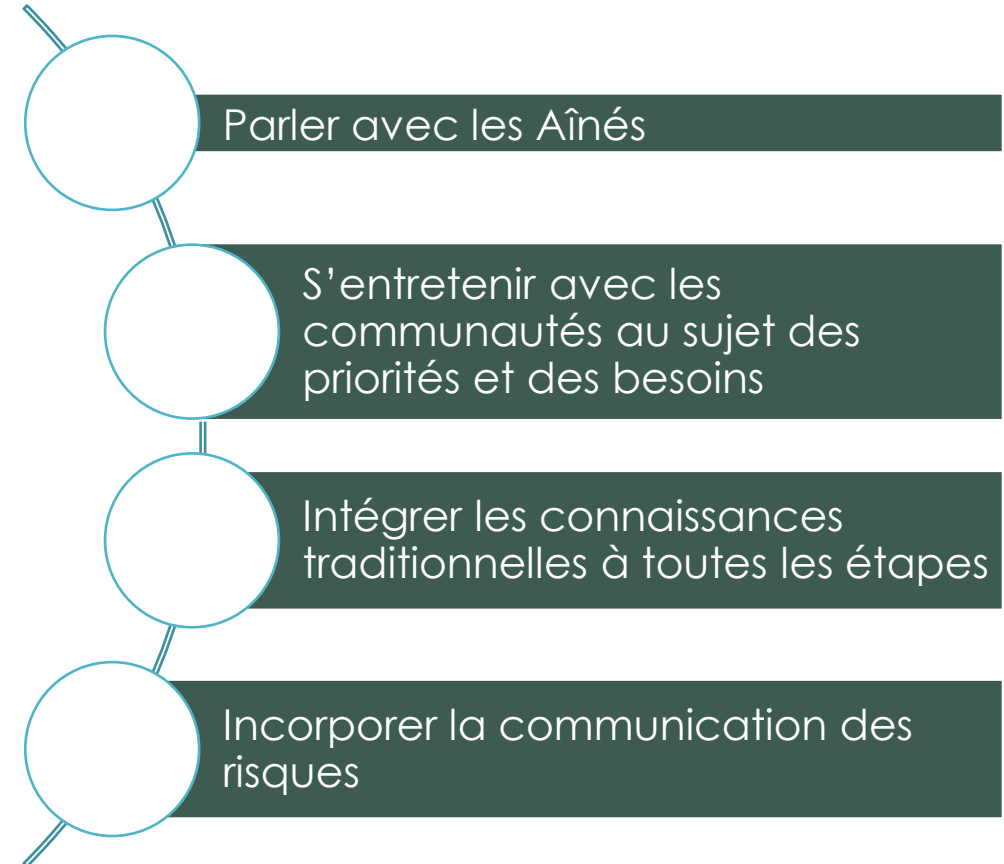 Parler avec les Aînés
S’entretenir avec les
communautés au sujet des
priorités et des besoins
Intégrer les connaissances
traditionnelles à toutes les étapes
Incorporer la communication des
risques